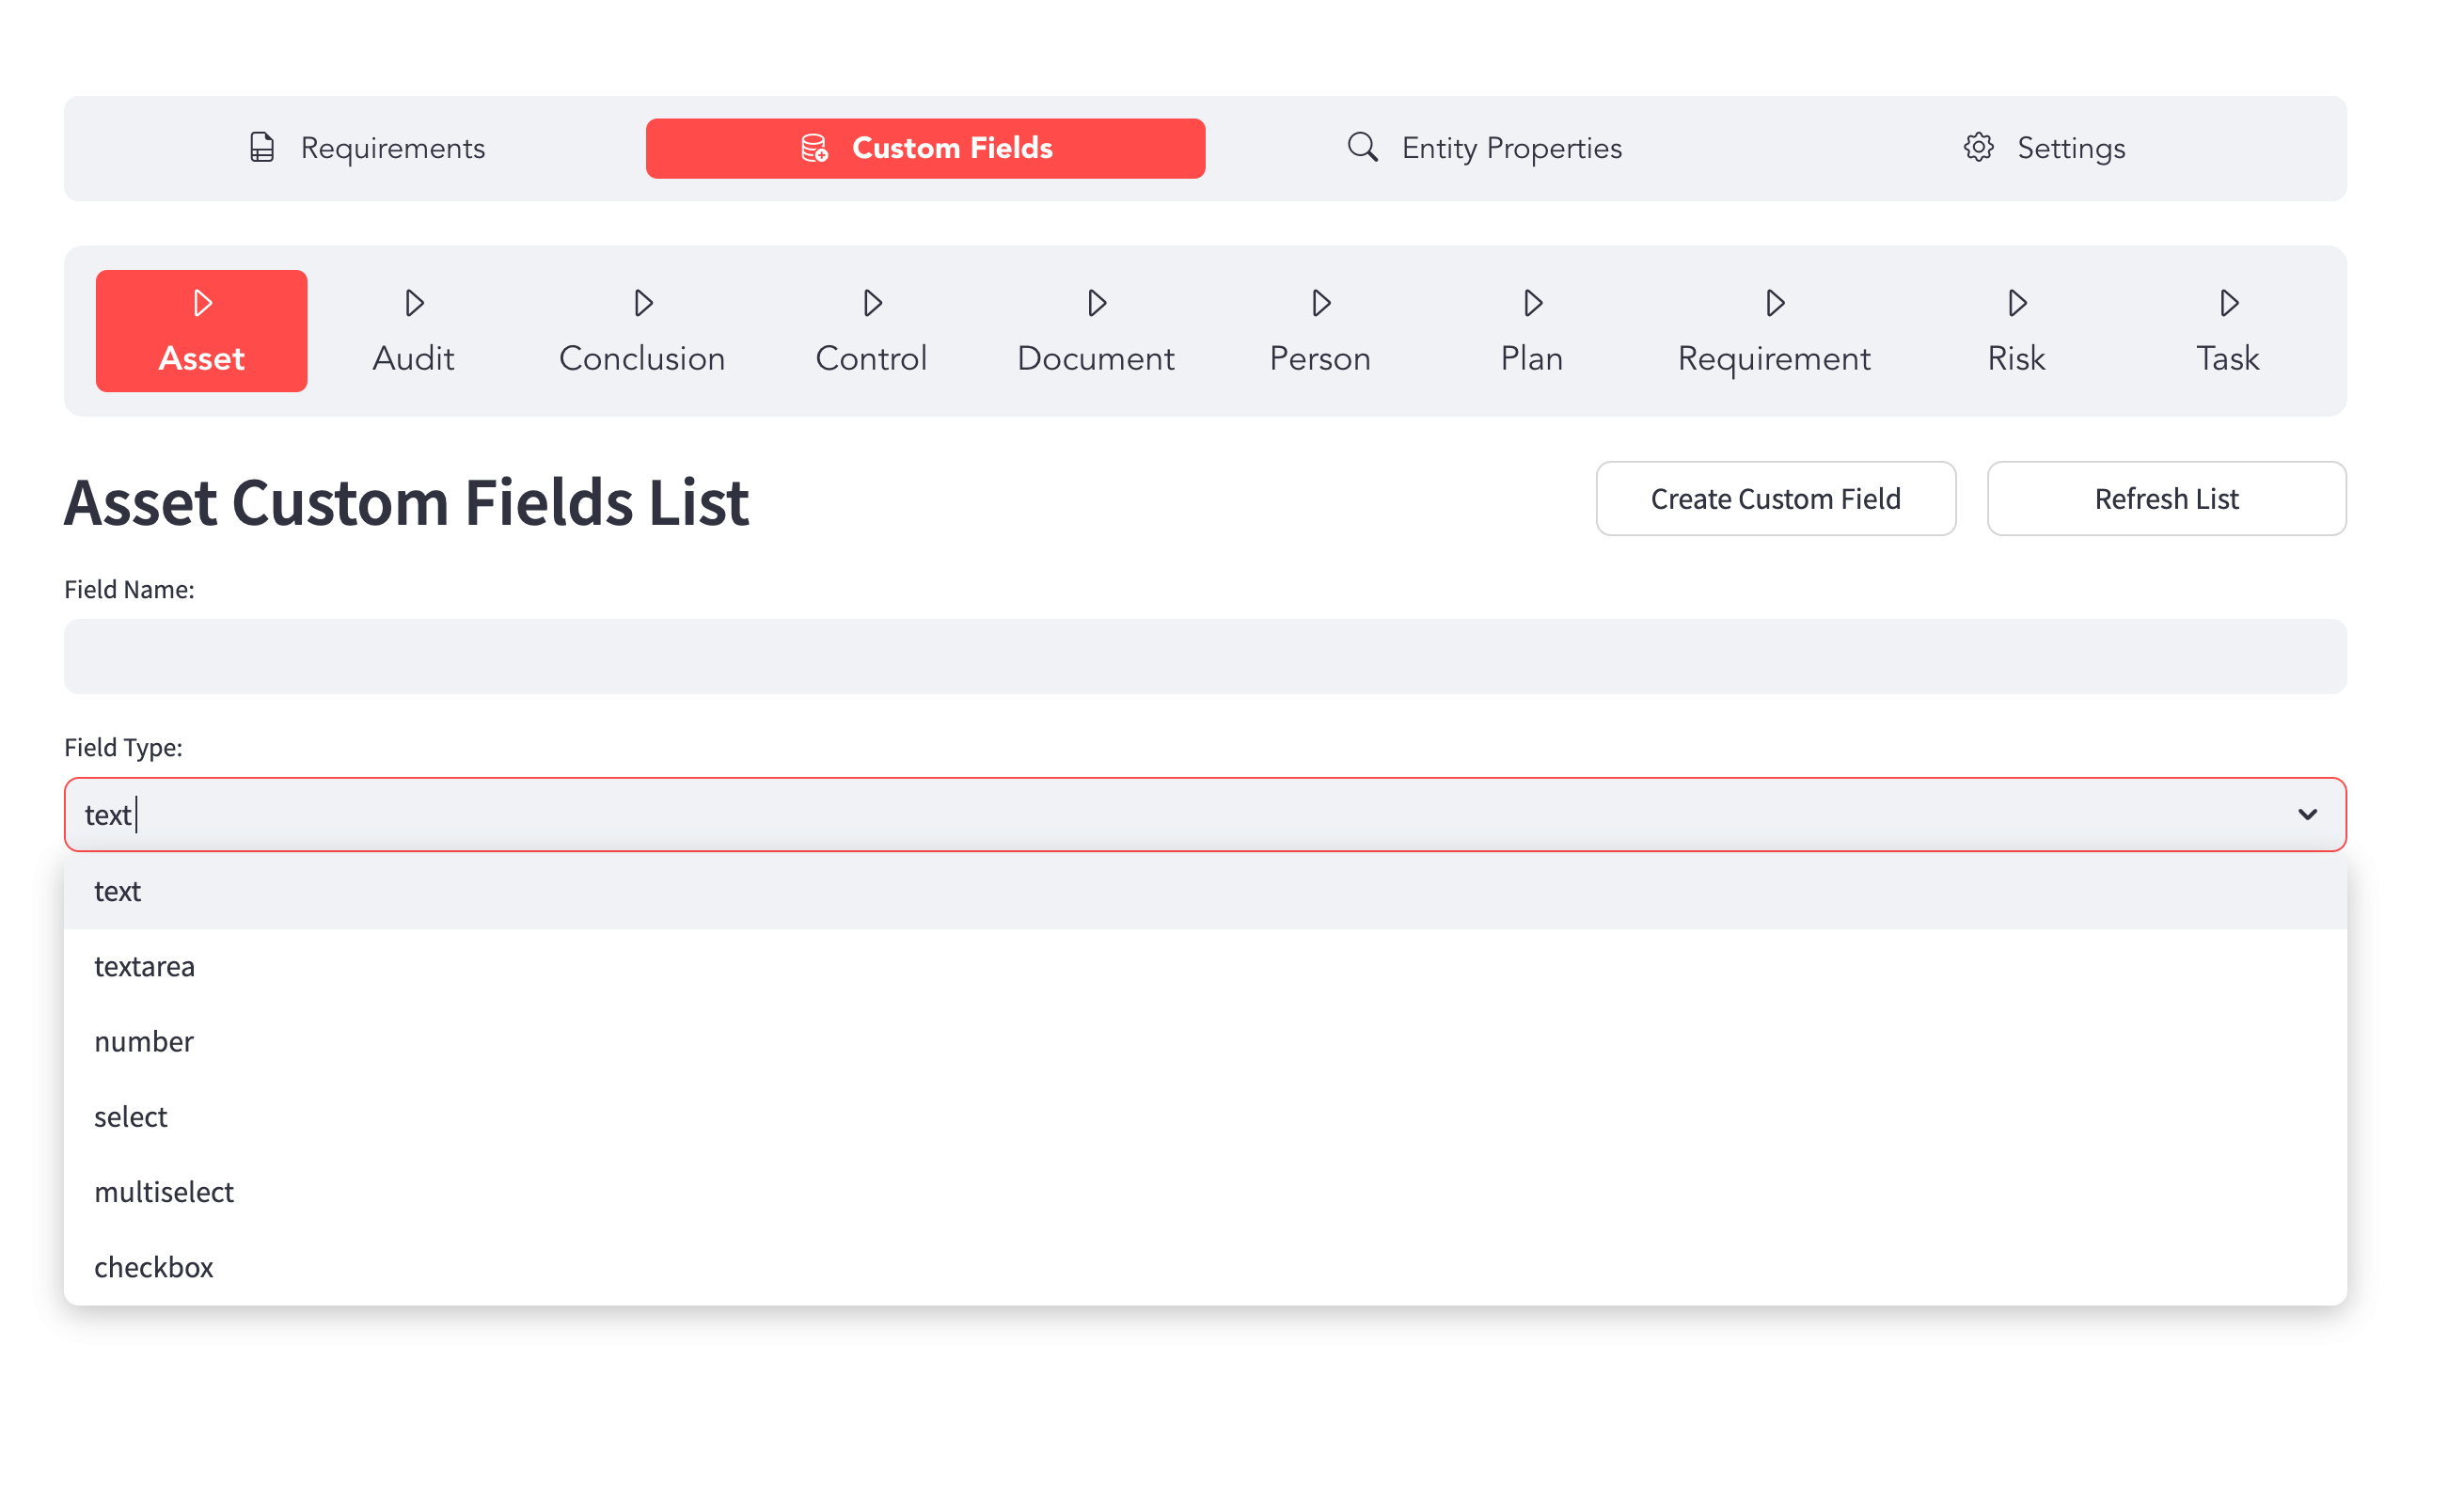 Requirements
Custom Fields
Entity Properties
Settings
Asset
Audit
Conclusion
Control
Document
Person
Plan
Requirement
Risk
Task
Asset Custom Fields List
Create Custom Field
Refresh List
Field Name:
Field Type:
text
text
textarea
number
select
multiselect
checkbox